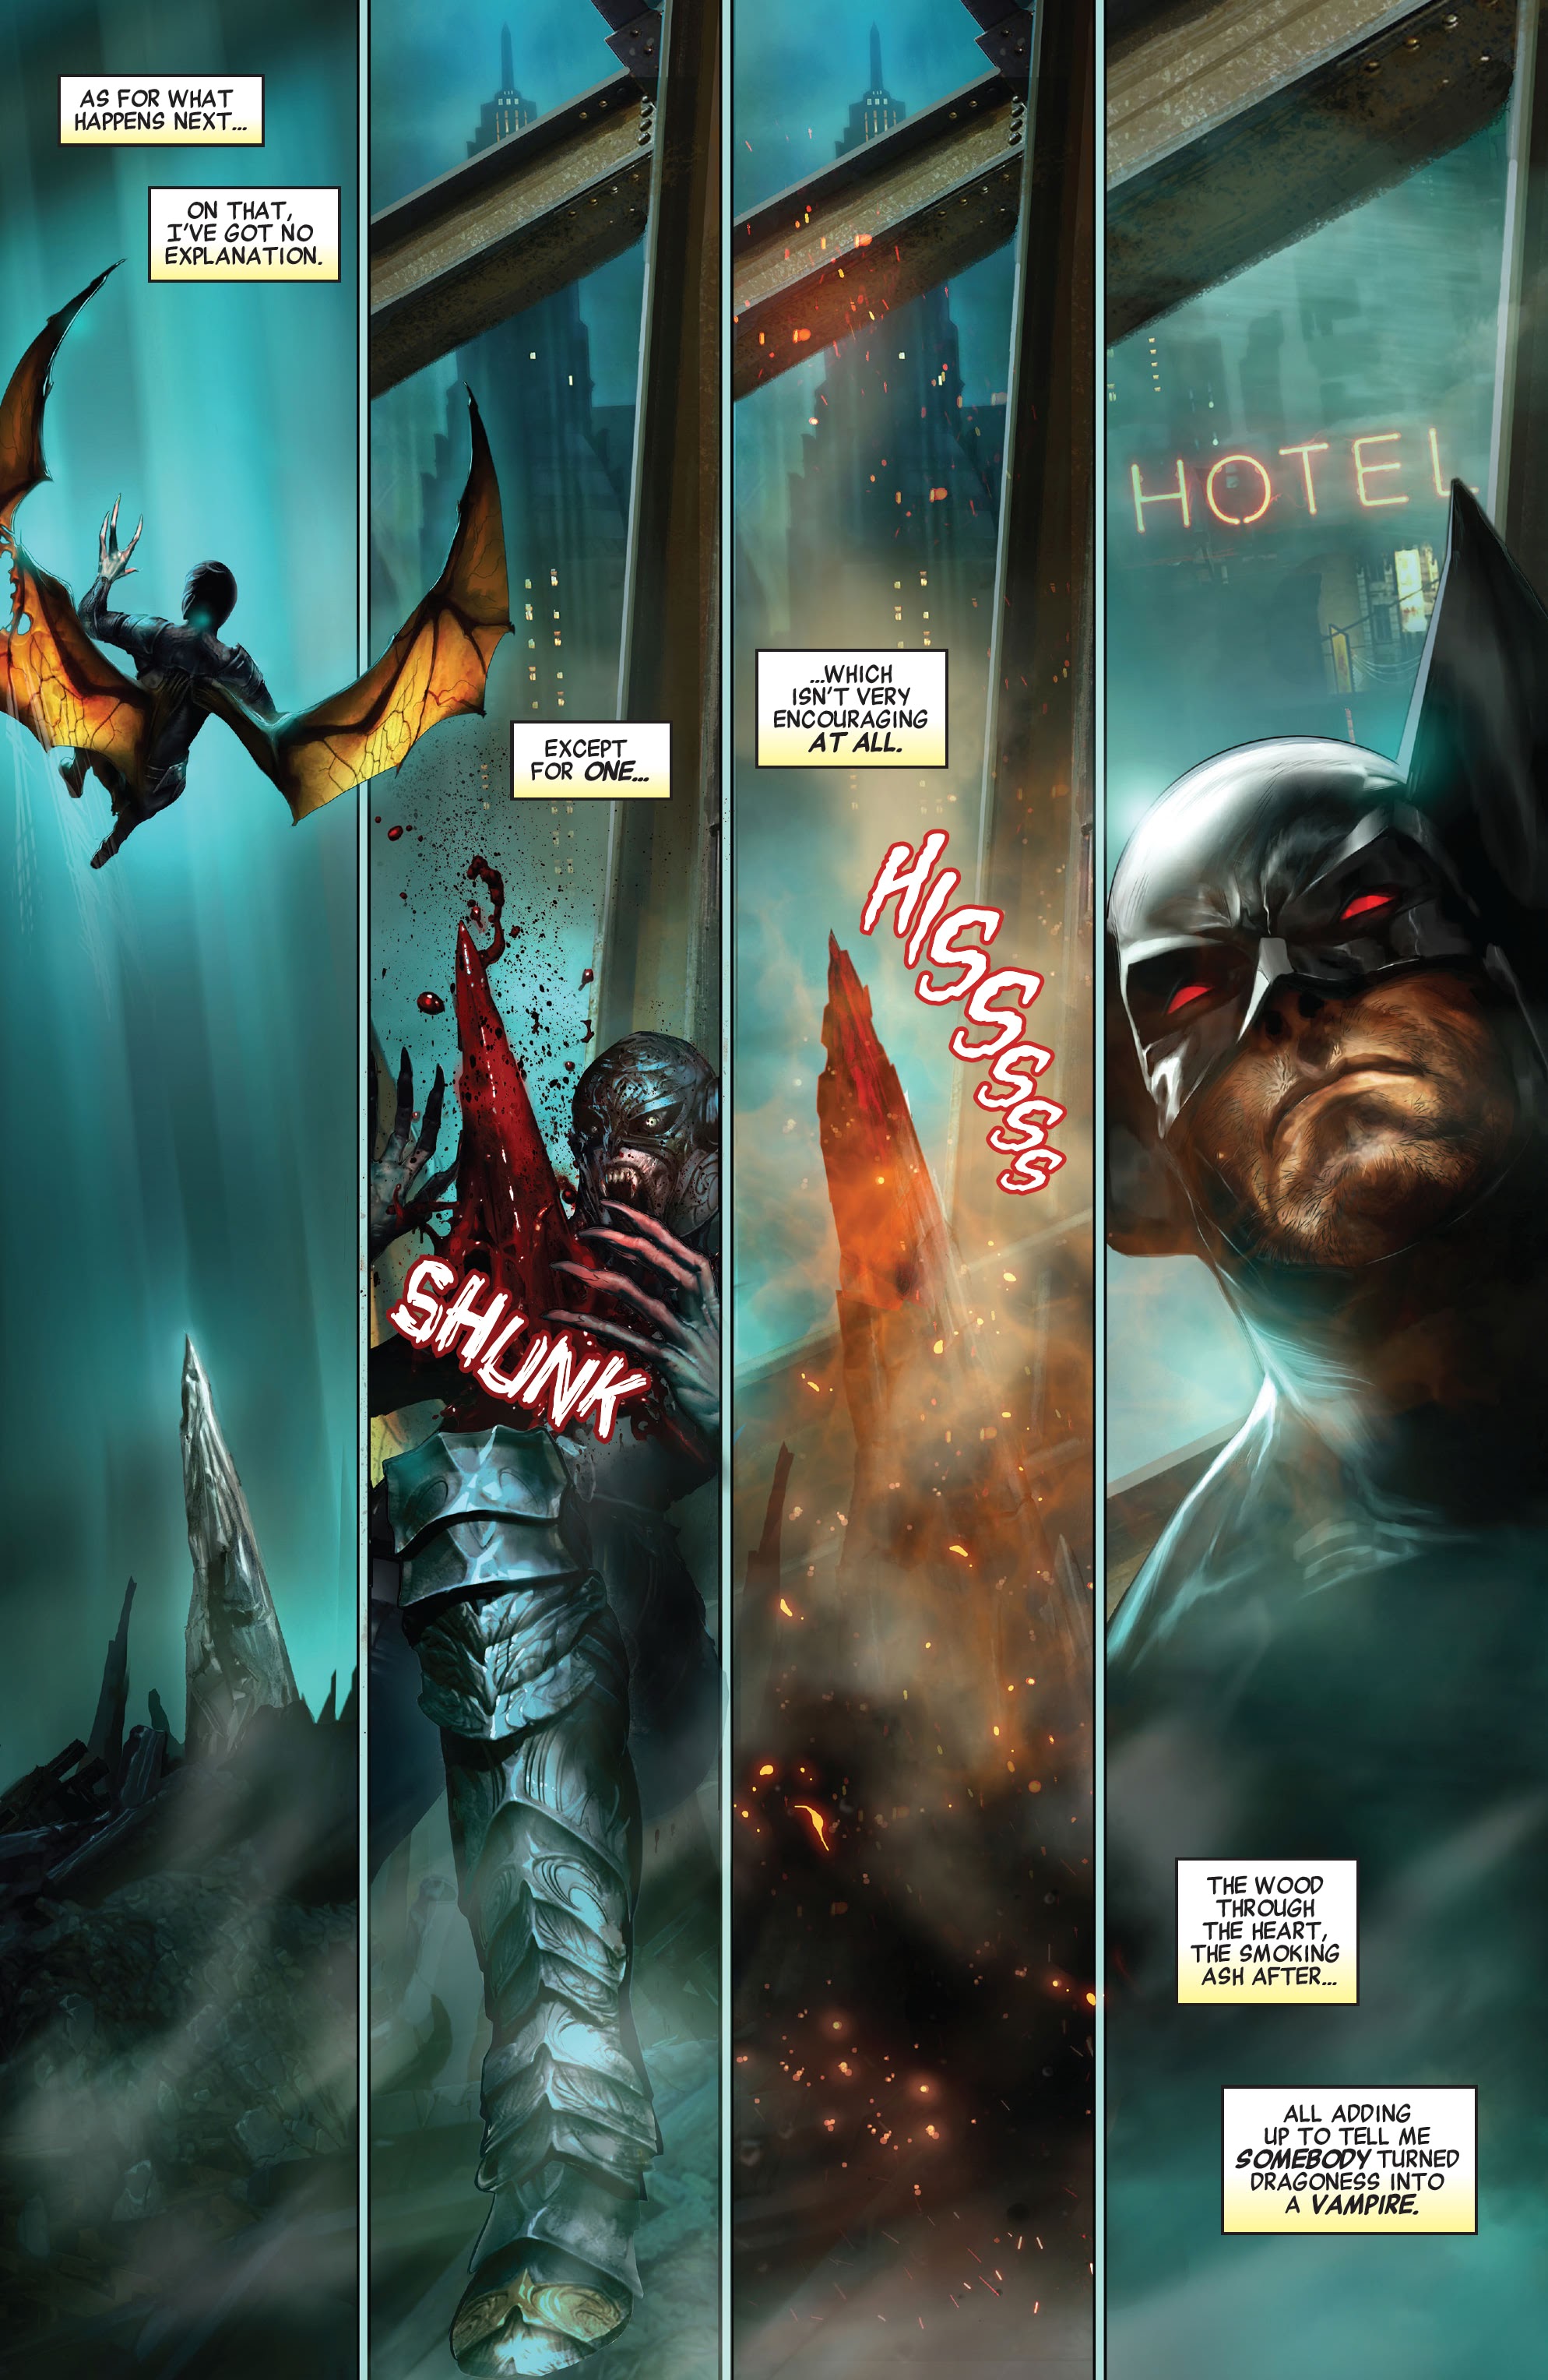 AS FOR WHAT
HAPPENS NEXT...
ON THAT,
I'VE GOT NO
EXPLANATION.
EXCEPT
FOR ONE...
SHUNK
...WHICH
ISN'T VERY
ENCOURAGING
AT ALL.
HISSSSSS
HOTEL
THE WOOD
THROUGH
THE HEART,
THE SMOKING
ASH AFTER...
ALL ADDING
UP TO TELL ME
SOMEBODY TURNED
DRAGONESS INTO
A VAMPIRE.